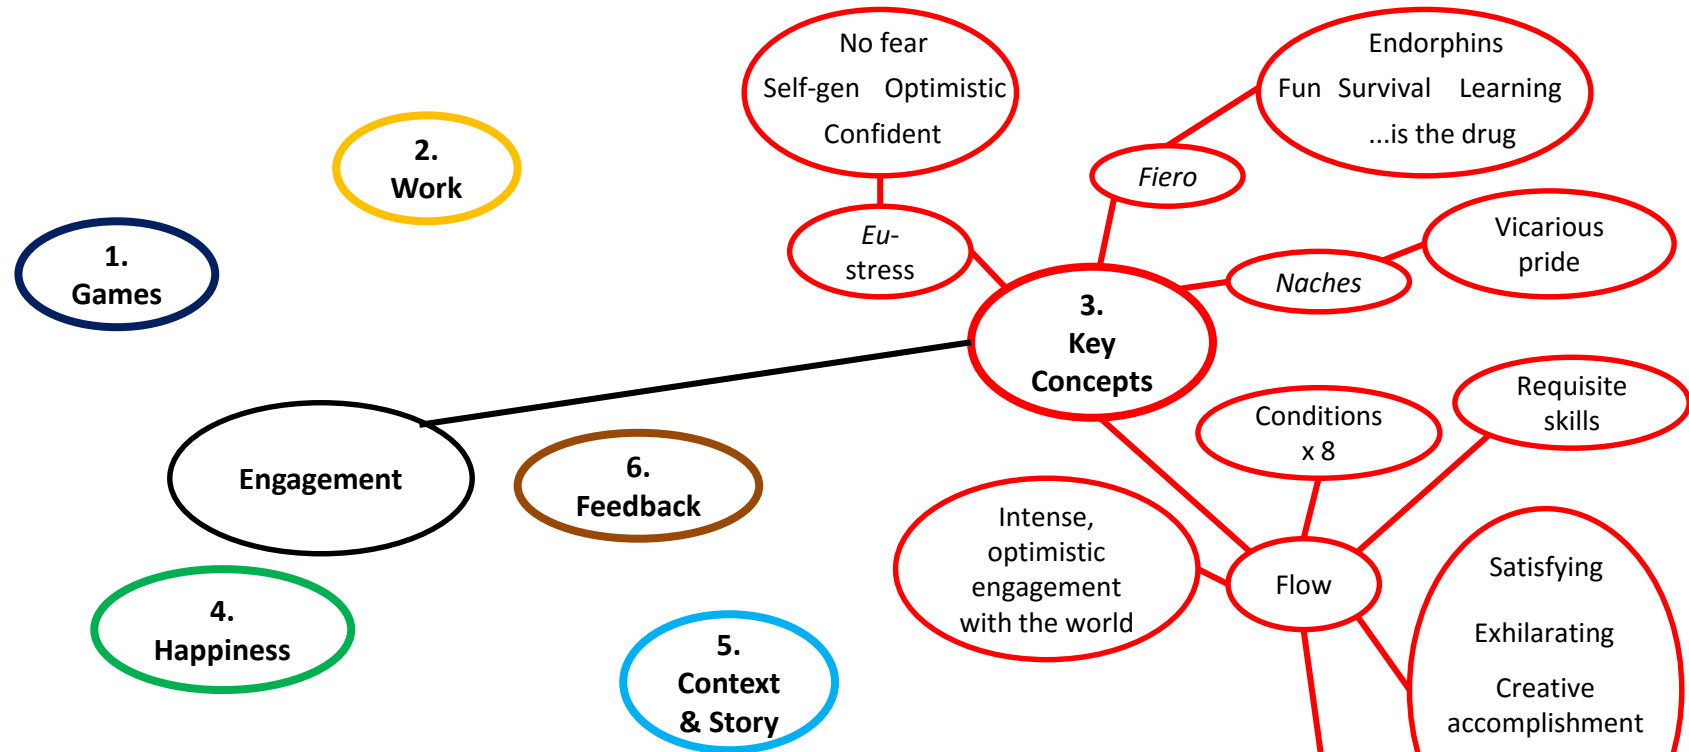 No fear
Self-gen Optimistic
Confident
Endorphins
Fun Survival Learning
...is the drug
2.
Work
Fiero
1.
Games
Eu-
stress
Naches
Vicarious
pride
3.
Key
Concepts
Conditions
x 8
Requisite
skills
Engagement
6.
Feedback
Intense,
optimistic
engagement
with the world
Flow
Satisfying
Exhilarating
Creative
accomplishment
4.
Happiness
5.
Context
& Story